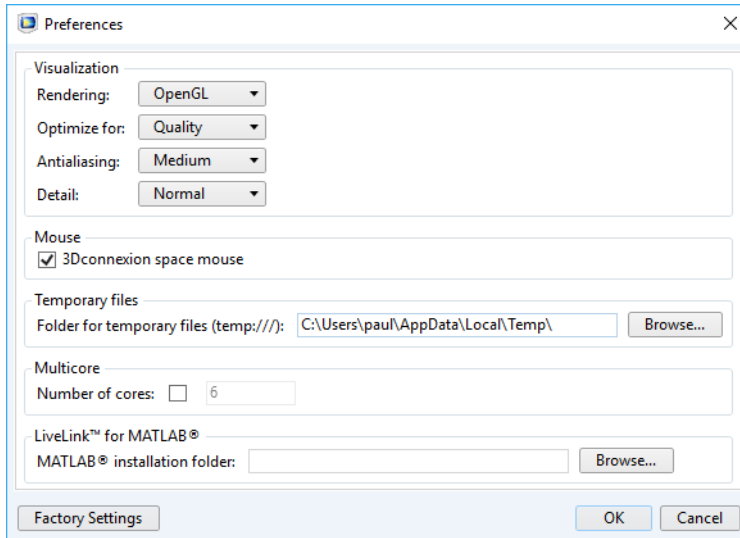 Preferences
Visualization
Rendering: OpenGL
Optimize for: Quality
Antialiasing: Medium
Detail: Normal
Mouse
3Dconnexion space mouse
Temporary files
Folder for temporary files (temp:///): C:\Users\paul\AppData\Local\Temp\ Browse...
Multicore
Number of cores: 6
LiveLink™ for MATLAB®
MATLAB® installation folder: Browse...
Factory Settings OK Cancel